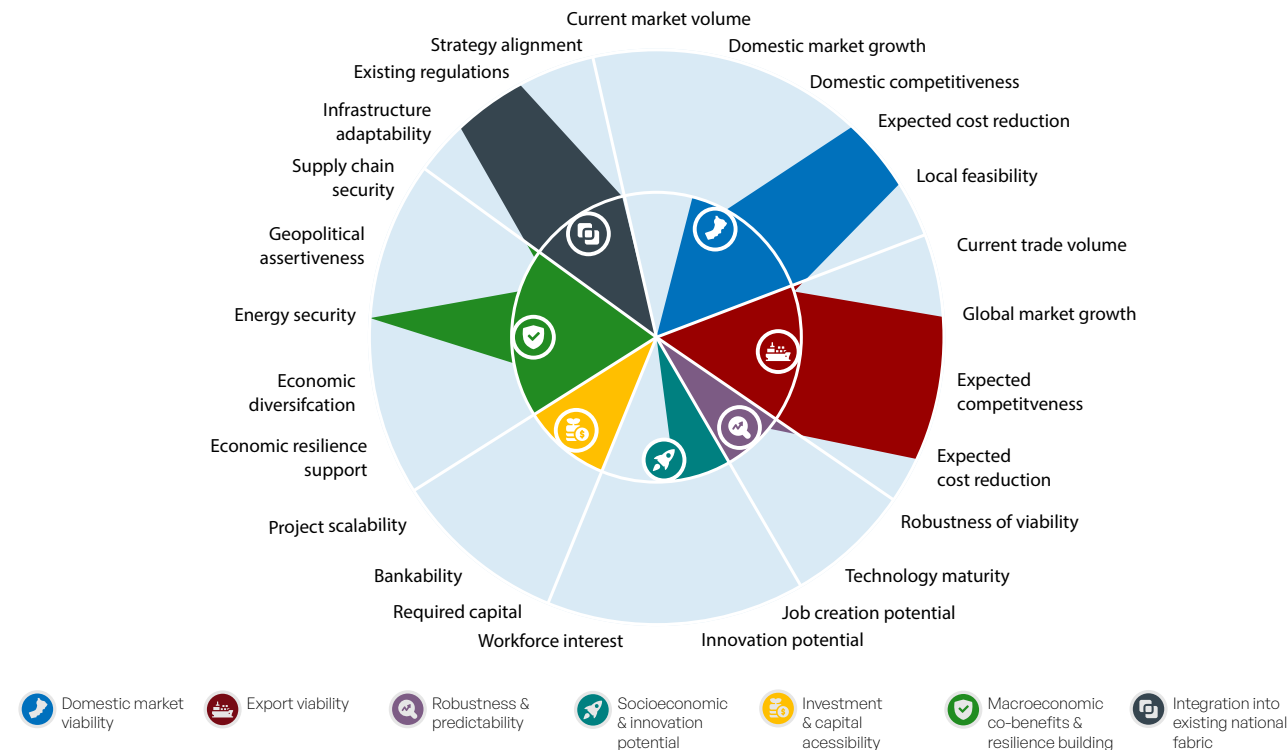 Current market volume
Strategy alignment
Domestic market growth
Existing regulations
Domestic competitiveness
Infrastructure
adaptability
Expected cost reduction
Supply chain
security
Local feasibility
Geopolitical
assertiveness
Current trade volume
Energy security
Global market growth
Economic
diversifcation
Expected
competitveness
Economic resilience
support
Expected
cost reduction
Project scalability
Robustness of viability
Bankability
Technology maturity
Required capital
Job creation potential
Workforce interest
Innovation potential
Domestic market
viability
Export viability
Robustness &
predictability
Socioeconomic
& innovation
potential
Investment
& capital
acessibility
Macroeconomic
co-benefits &
resilience building
Integration into
existing national
fabric